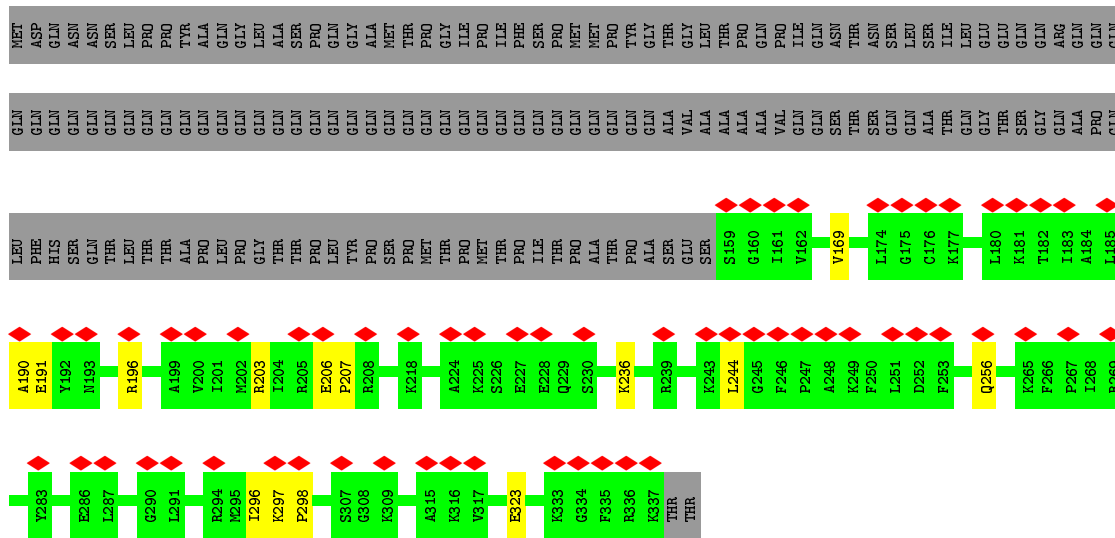 MET ASP GLN ASN ASN SER LEU PRO PRO TYR ALA GLN GLY LEU ALA SER PRO GLN GLY ALA MET THR PRO GLY ILE PRO ILE PHE SER PRO MET MET PRO TYR GLY THR GLY LEU THR PRO GLN PRO ILE GLN ASN THR ASN SER LEU SER ILE LEU GLU GLU GLN GLN ARG GLN GLN GLN
GLN GLN GLN GLN GLN GLN GLN GLN GLN GLN GLN GLN GLN GLN GLN GLN GLN GLN GLN GLN GLN GLN GLN GLN GLN GLN GLN GLN GLN GLN GLN GLN GLN GLN GLN ALA VAL ALA ALA ALA ALA VAL GLN GLN SER THR SER GLN GLN ALA THR GLN GLY THR SER GLY GLN ALA PRO GLN
LEU PHE HIS SER GLN THR LEU THR THR ALA PRO LEU PRO GLY THR THR PRO LEU TYR PRO SER PRO MET THR PRO MET THR PRO ILE THR PRO ALA THR PRO ALA SER GLU SER S159 G160 I161 V162 V169 L174 G175 C176 K177 L180 K181 T182 I183 A184 L185
A190 E191 Y192 N193 R196 A199 V200 I201 M202 R203 I204 R205 E206 P207 R208 K218 A224 K225 S226 E227 E228 Q229 S230 K236 R239 K243 L244 G245 F246 P247 A248 K249 F250 L251 D252 F253 Q256 K265 F266 P267 I268
Y283 E286 L287 G290 L291 R294 M295 I296 K297 P298 S307 G308 K309 A315 K316 V317 E323 K333 G334 F335 R336 K337 THR THR